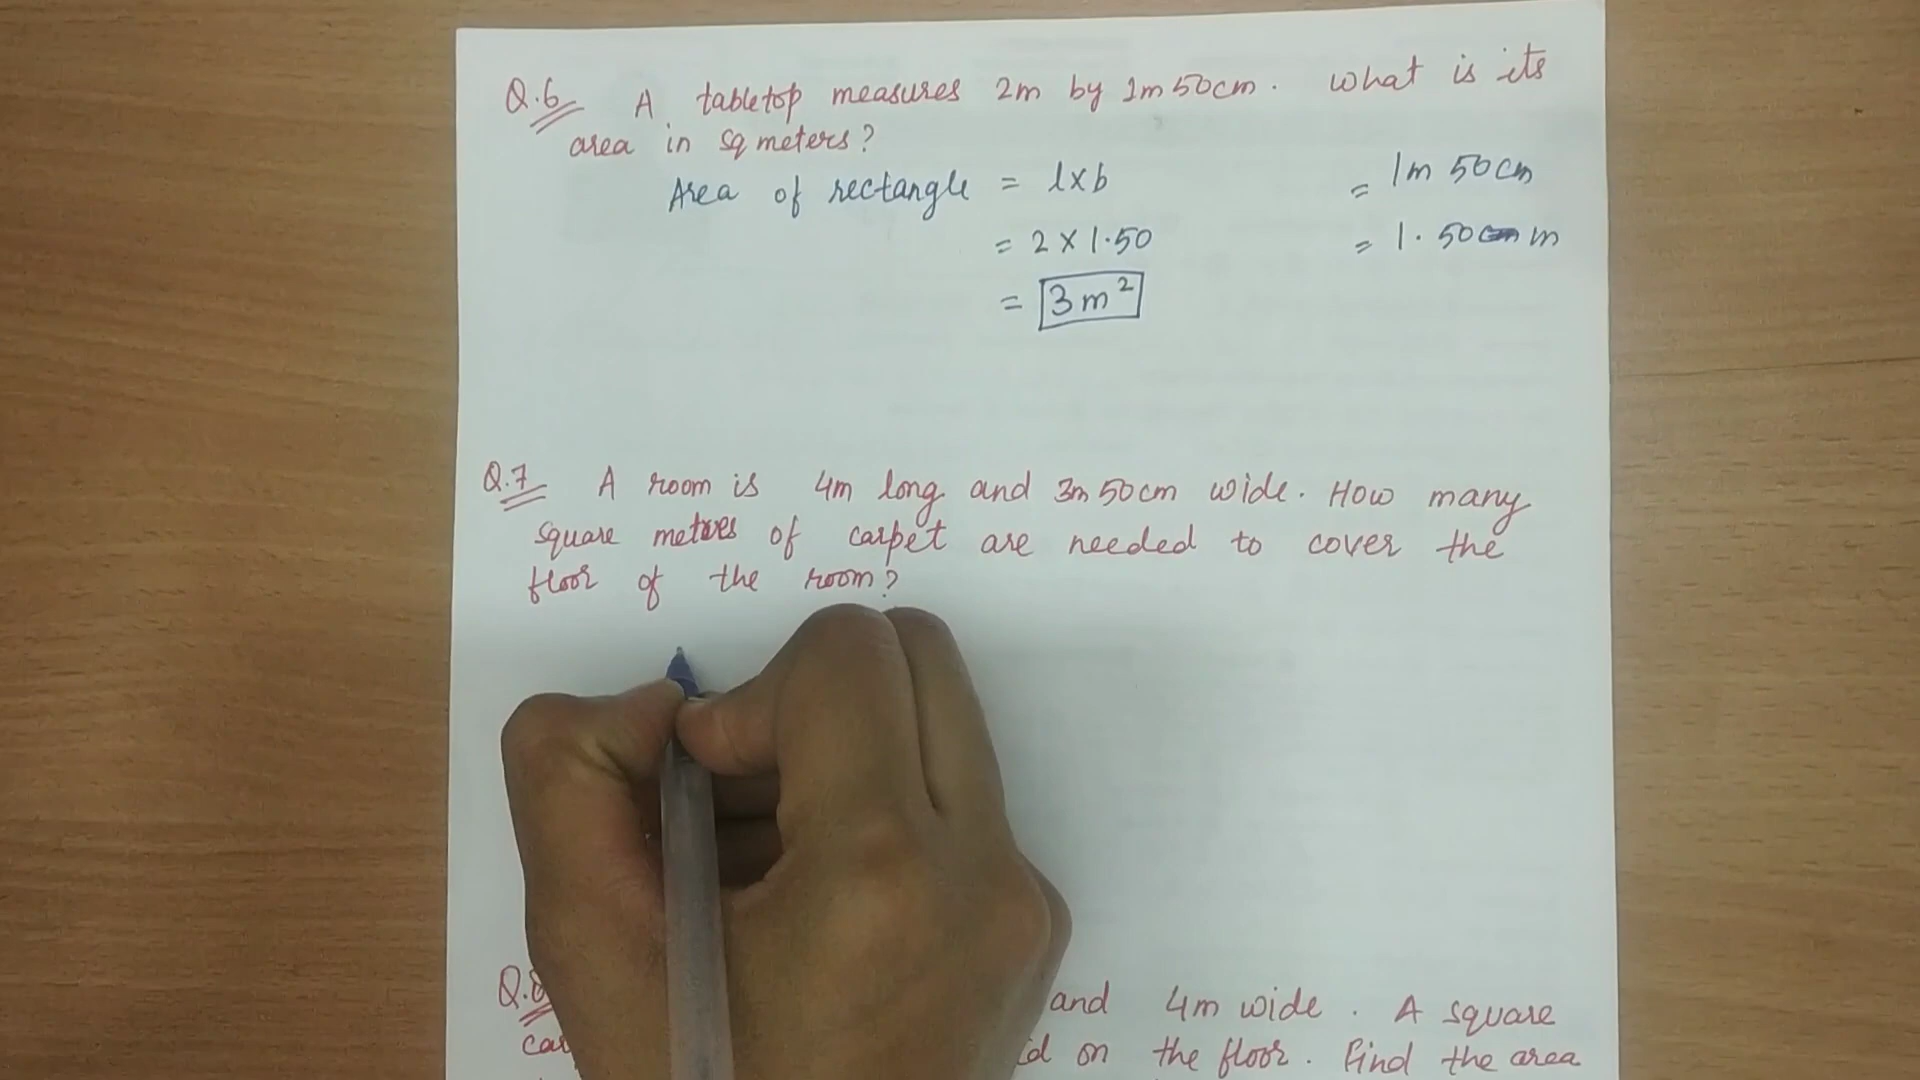 Q.6 A tabletop measures 2m by 1m 50cm. What is its
area in sq meters?
Area of rectangle = l×b
= 1m 50cm
= 2 × 1.50
= 1.50 m
= 3 m²
Q.7 A room is 4m long and 3m 50cm wide. How many
square metres of carpet are needed to cover the
floor of the room?
and 4m wide. A square
on the floor. Find the area